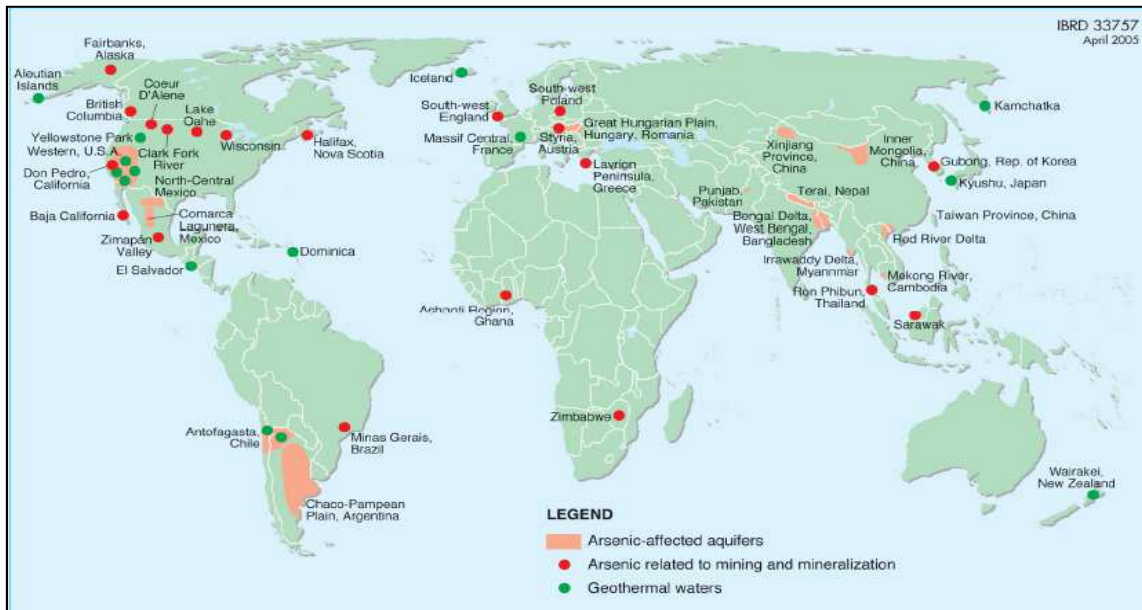 IBRD 33757
April 2005
Fairbanks,
Alaska
Aleutian
Islands
Coeur
D'Alene
British
Columbia
Lake
Oahe
Yellowstone Park
Western, U.S.A.
Clark Fork
River
Wisconsin
Halifax,
Nova Scotia
Don Pedro,
California
North-Central
Mexico
Baja California
Comarca
Lagunera,
Mexico
Zimapán
Valley
El Salvador
Dominica
Iceland
South-west
England
South-west
Poland
Massif Central,
France
Styria,
Austria
Great Hungarian Plain,
Hungary, Romania
Lavrion
Peninsula,
Greece
Xinjiang
Province,
China
Inner
Mongolia,
China
Kamchatka
Gubong, Rep. of Korea
Kyushu, Japan
Punjab,
Pakistan
Terai, Nepal
Taiwan Province, China
Bengal Delta,
West Bengal,
Bangladesh
Red River Delta
Irrawaddy Delta,
Myannmar
Mekong River,
Cambodia
Ron Phibun,
Thailand
Sarawak
Ashanti Region,
Ghana
Zimbabwe
Antofagasta,
Chile
Minas Gerais,
Brazil
Chaco-Pampean
Plain, Argentina
Wairakei,
New Zealand
LEGEND
Arsenic-affected aquifers
Arsenic related to mining and mineralization
Geothermal waters